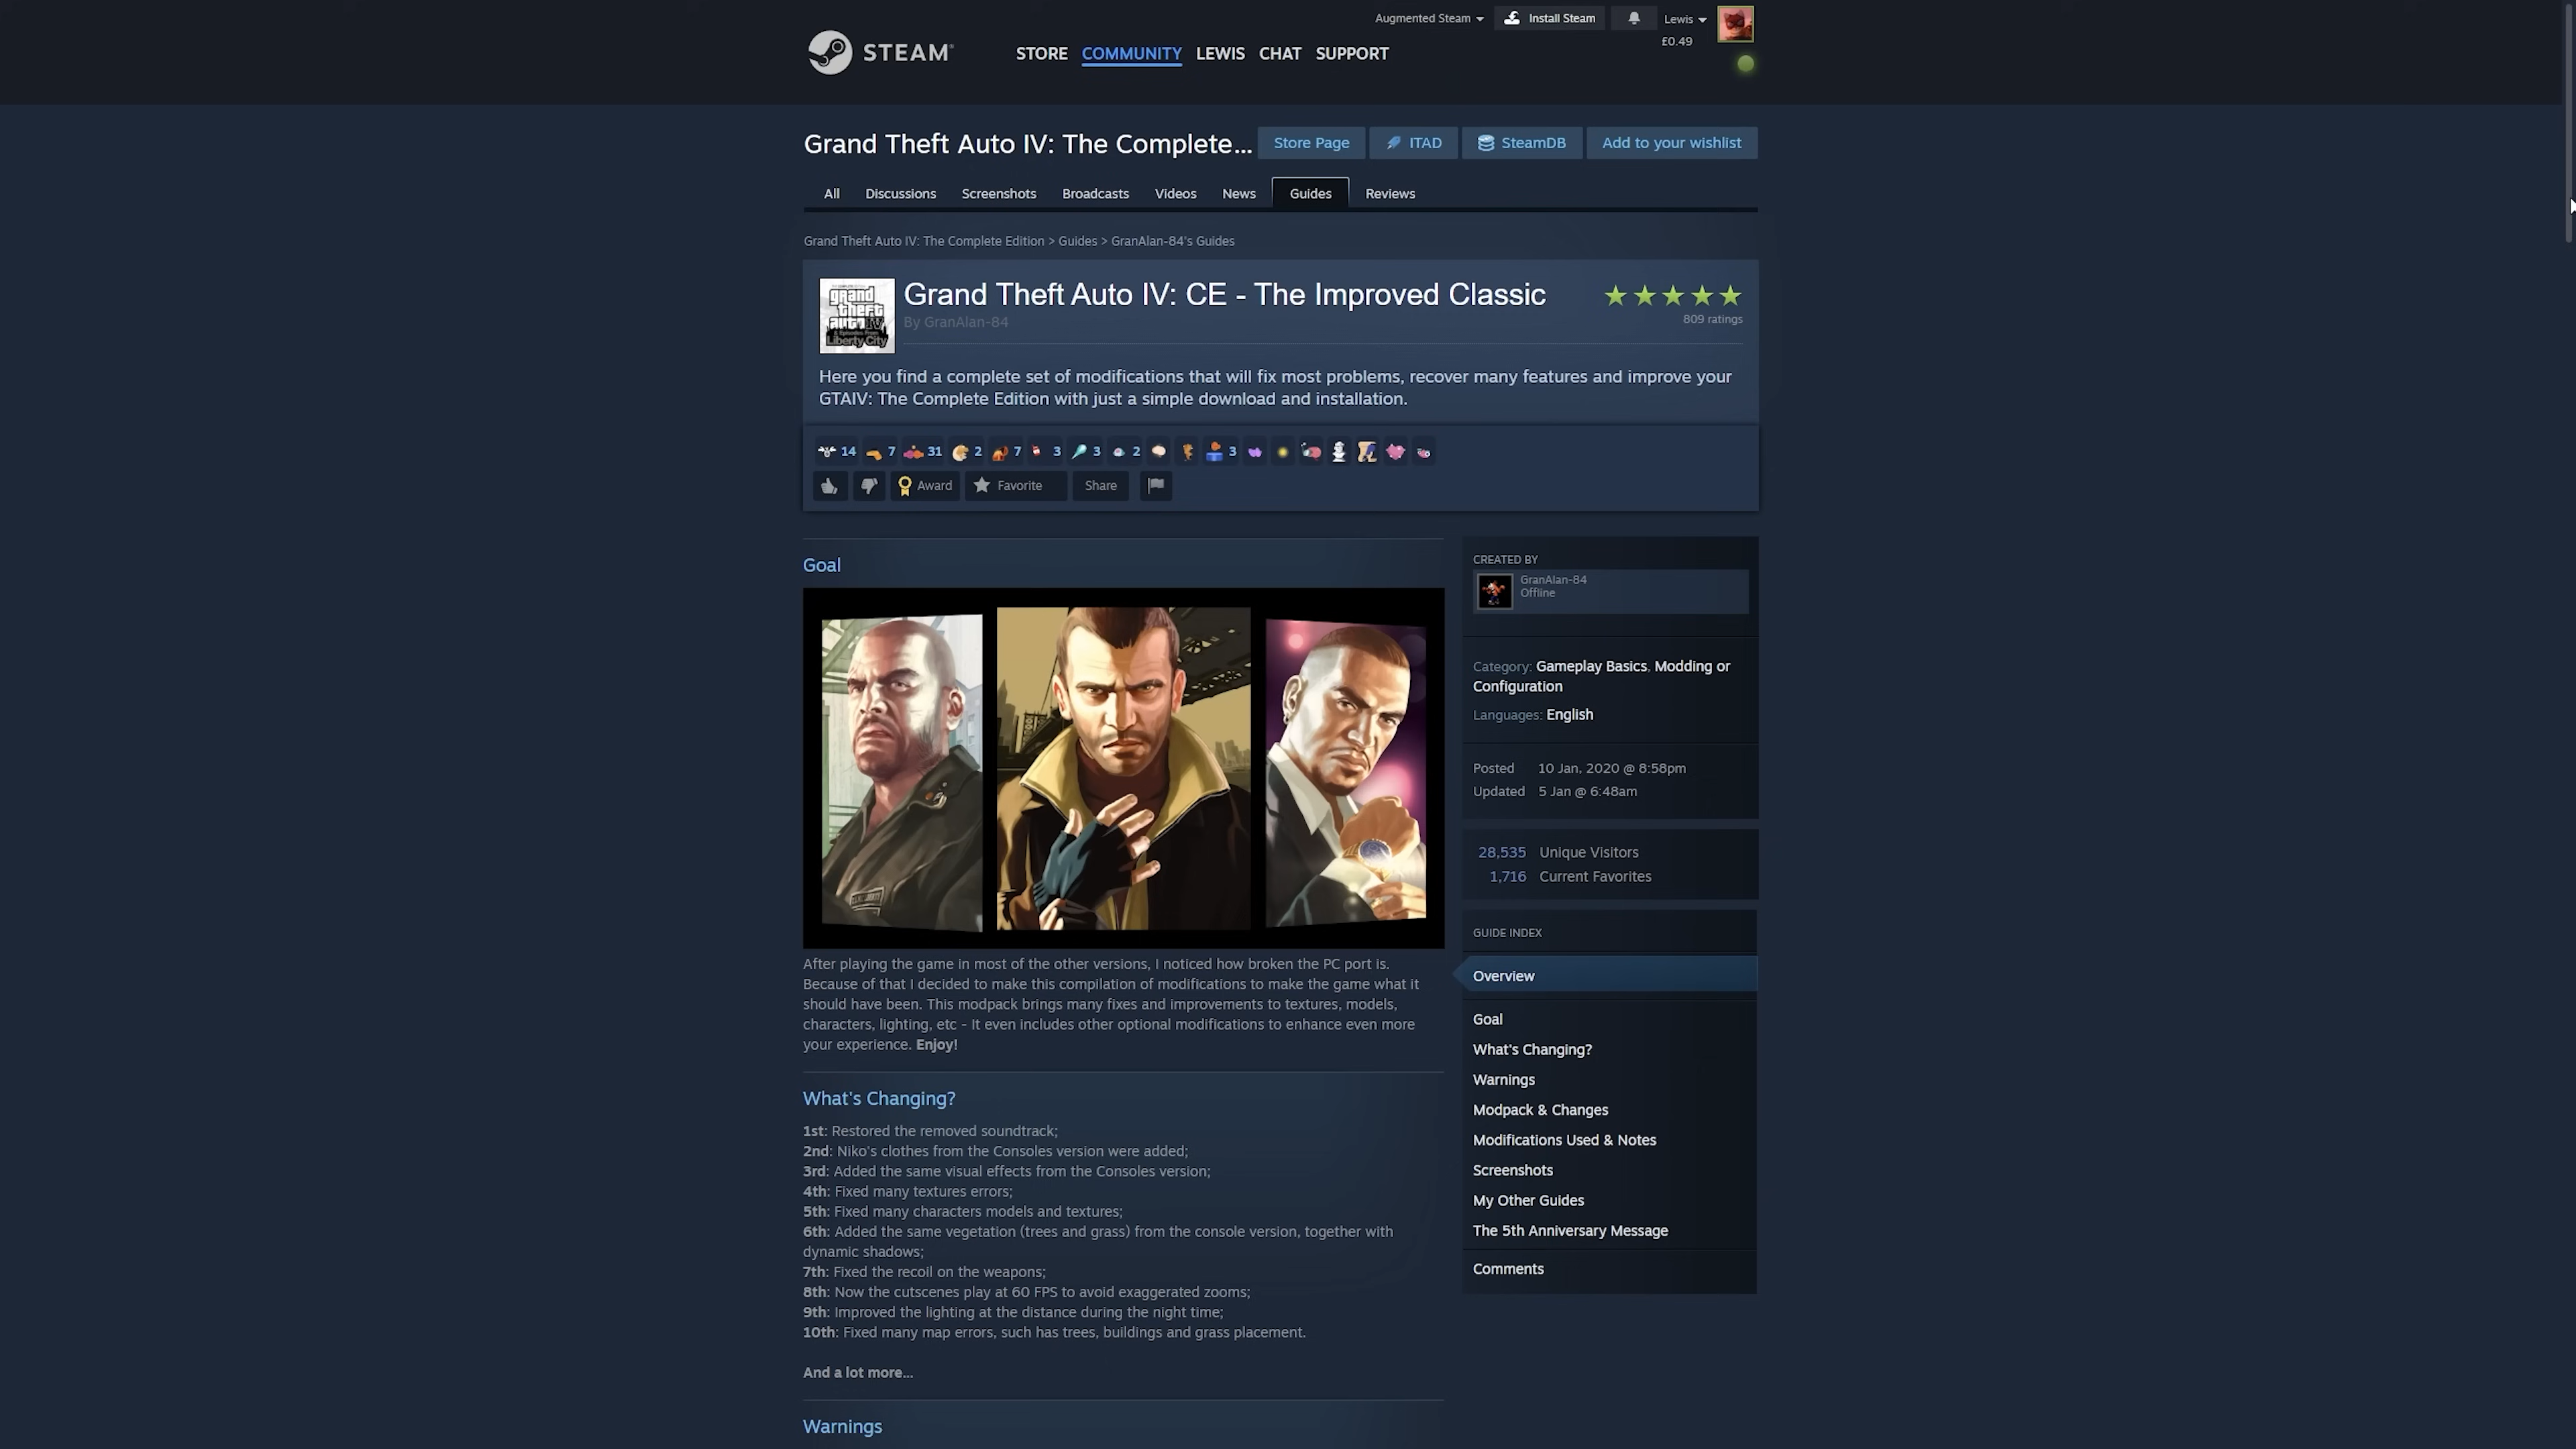 Augmented Steam
Install Steam
Lewis
£0.49
STEAM®
STORE COMMUNITY LEWIS CHAT SUPPORT
Grand Theft Auto IV: The Complete...
Store Page
ITAD
SteamDB
Add to your wishlist
All Discussions Screenshots Broadcasts Videos News Guides Reviews
Grand Theft Auto IV: The Complete Edition > Guides > GranAlan-84's Guides
grand
theft
auto IV
Liberty City
Grand Theft Auto IV: CE - The Improved Classic
By GranAlan-84
809 ratings
Here you find a complete set of modifications that will fix most problems, recover many features and improve your
GTAIV: The Complete Edition with just a simple download and installation.
14 7 31 2 7 3 3 2 3
Award
Favorite
Share
Goal
After playing the game in most of the other versions, I noticed how broken the PC port is.
Because of that I decided to make this compilation of modifications to make the game what it
should have been. This modpack brings many fixes and improvements to textures, models,
characters, lighting, etc - It even includes other optional modifications to enhance even more
your experience. Enjoy!
What's Changing?
1st: Restored the removed soundtrack;
2nd: Niko's clothes from the Consoles version were added;
3rd: Added the same visual effects from the Consoles version;
4th: Fixed many textures errors;
5th: Fixed many characters models and textures;
6th: Added the same vegetation (trees and grass) from the console version, together with
dynamic shadows;
7th: Fixed the recoil on the weapons;
8th: Now the cutscenes play at 60 FPS to avoid exaggerated zooms;
9th: Improved the lighting at the distance during the night time;
10th: Fixed many map errors, such has trees, buildings and grass placement.
And a lot more...
Warnings
CREATED BY
GranAlan-84
Offline
Category: Gameplay Basics, Modding or
Configuration
Languages: English
Posted 10 Jan, 2020 @ 8:58pm
Updated 5 Jan @ 6:48am
28,535 Unique Visitors
1,716 Current Favorites
GUIDE INDEX
Overview
Goal
What's Changing?
Warnings
Modpack & Changes
Modifications Used & Notes
Screenshots
My Other Guides
The 5th Anniversary Message
Comments